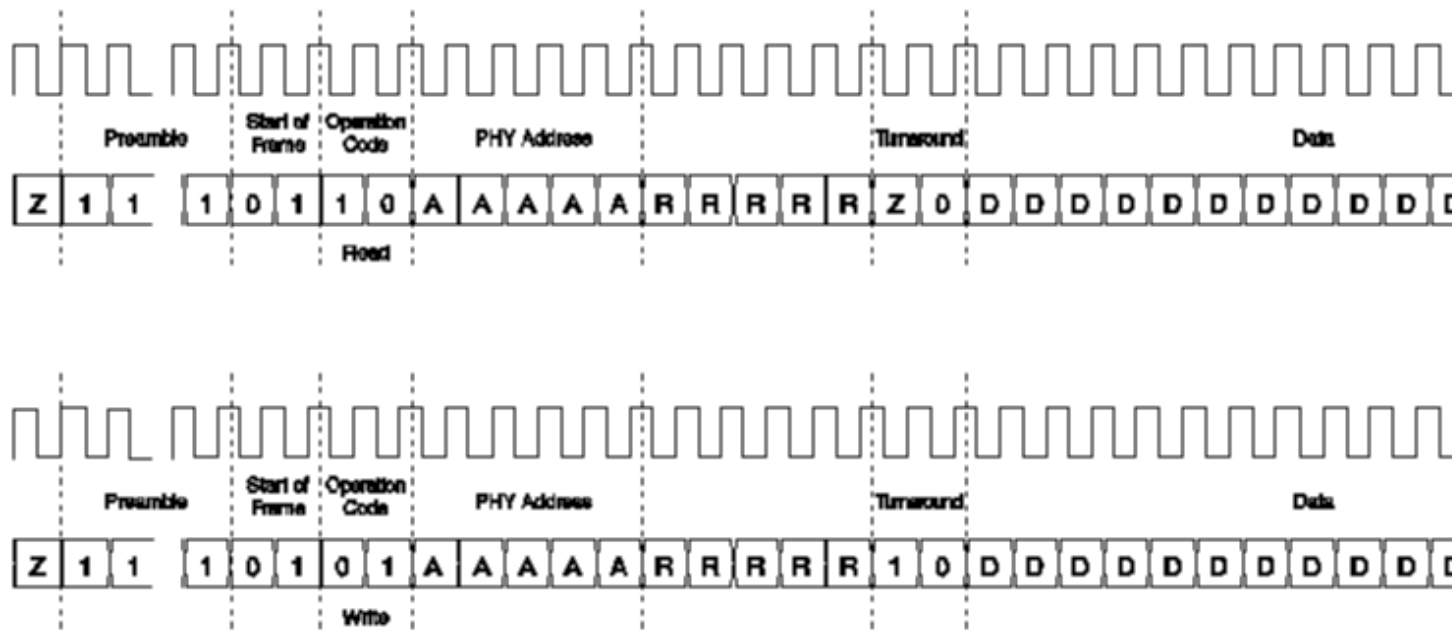 Preamble Start of Frame Operation Code PHY Address Turnaround Data
Z 1 1 1 0 1 1 0 A A A A A R R R R R Z 0 D D D D D D D D D D D
Read
Preamble Start of Frame Operation Code PHY Address Turnaround Data
Z 1 1 1 0 1 0 1 A A A A A R R R R R 1 0 D D D D D D D D D D D
Write